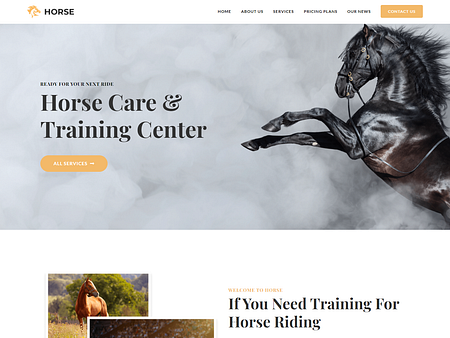 HORSE
HOME ABOUT US SERVICES PRICING PLANS OUR NEWS CONTACT US
READY FOR YOUR NEXT RIDE
Horse Care &
Training Center
ALL SERVICES →
WELCOME TO HORSE
If You Need Training For
Horse Riding